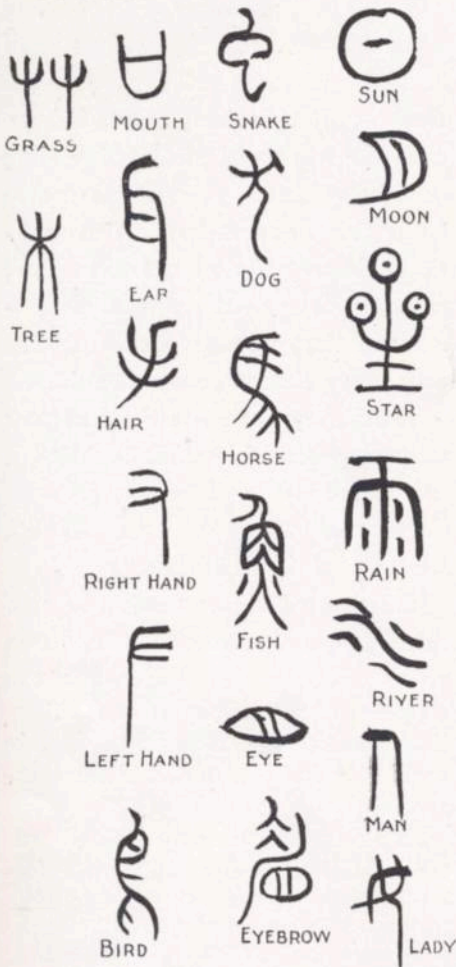 GRASS
TREE
MOUTH
EAR
HAIR
RIGHT HAND
LEFT HAND
BIRD
SNAKE
DOG
HORSE
FISH
EYE
EYEBROW
SUN
MOON
STAR
RAIN
RIVER
MAN
LADY